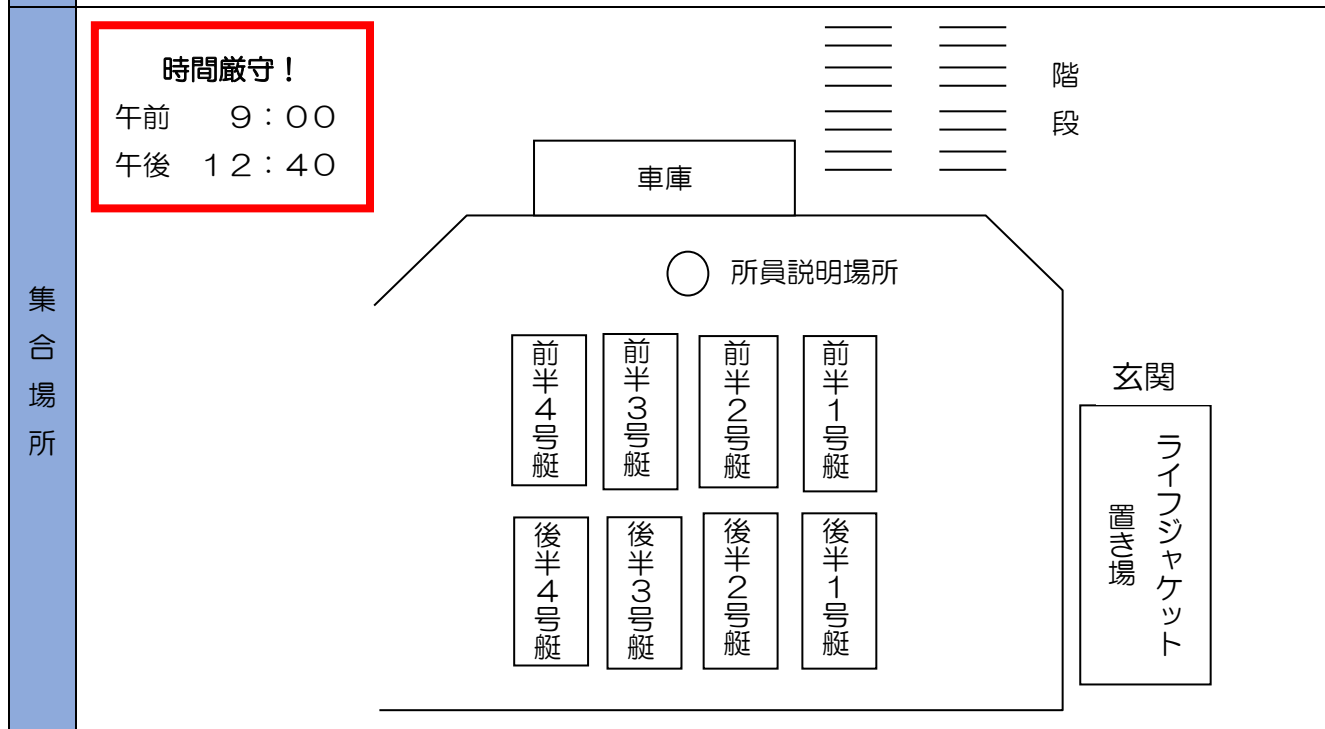 集合場所
時間厳守！
午前　９：００
午後　１２：４０
階段
車庫
所員説明場所
前半４号艇
前半３号艇
前半２号艇
前半１号艇
後半４号艇
後半３号艇
後半２号艇
後半１号艇
玄関
ライフジャケット
置き場